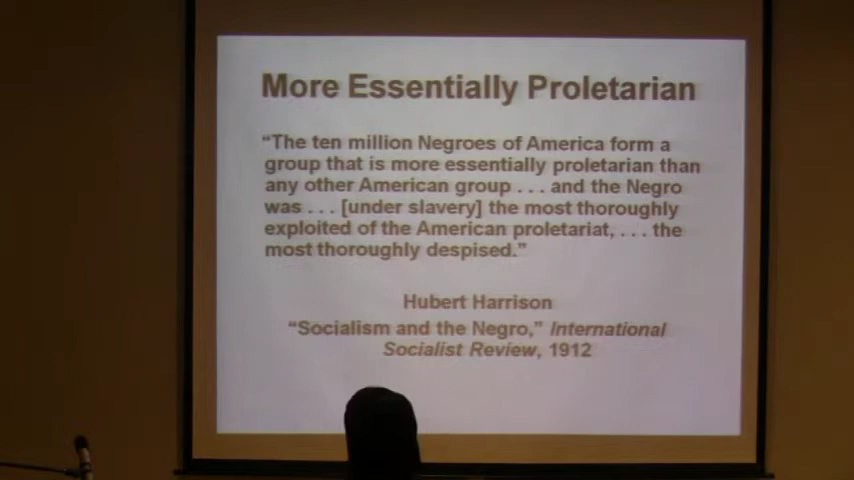 More Essentially Proletarian
“The ten million Negroes of America form a
group that is more essentially proletarian than
any other American group . . . and the Negro
was . . . [under slavery] the most thoroughly
exploited of the American proletariat, . . . the
most thoroughly despised.”
Hubert Harrison
“Socialism and the Negro,” International
Socialist Review, 1912